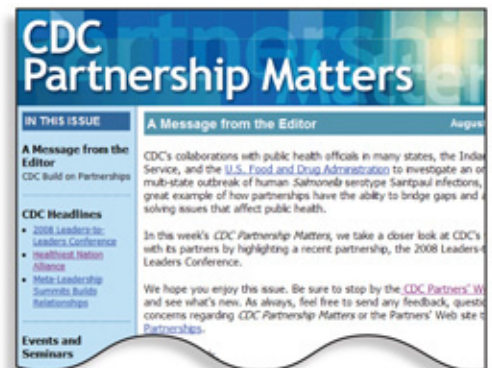 CDC
Partnership Matters
IN THIS ISSUE
A Message from the
Editor
CDC Build on Partnerships
CDC Headlines
2008 Leaders-to-
Leaders Conference
Healthiest Nation
Alliance
Meta-Leadership
Summits Builds
Relationships
Events and
Seminars
A Message from the Editor
August
CDC's collaborations with public health officials in many states, the Indian
Service, and the U.S. Food and Drug Administration to investigate an on
multi-state outbreak of human Salmonella serotype Saintpaul infections,
great example of how partnerships have the ability to bridge gaps and a
solving issues that affect public health.
In this week's CDC Partnership Matters, we take a closer look at CDC's
with its partners by highlighting a recent partnership, the 2008 Leaders-t
Leaders Conference.
We hope you enjoy this issue. Be sure to stop by the CDC Partners' W
and see what's new. As always, feel free to send any feedback, questio
concerns regarding CDC Partnership Matters or the Partners' Web site t
Partnerships.